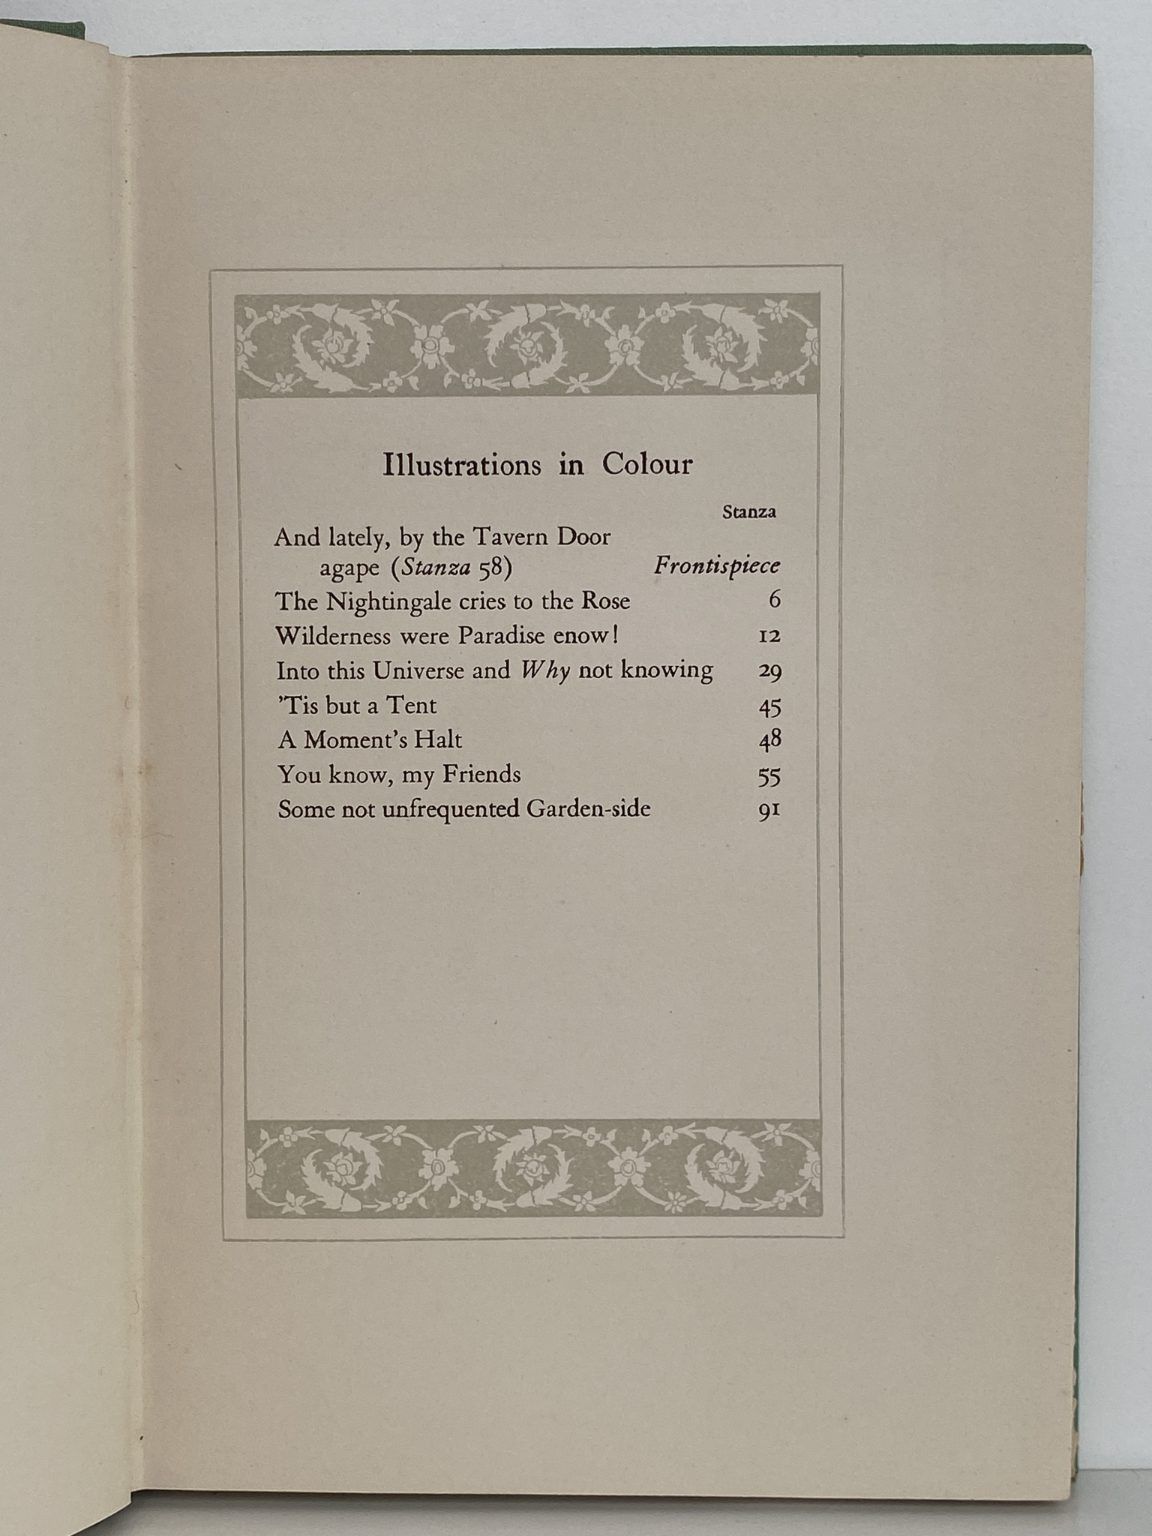 Illustrations in Colour
Stanza
And lately, by the Tavern Door
agape (Stanza 58) Frontispiece
The Nightingale cries to the Rose 6
Wilderness were Paradise enow! 12
Into this Universe and Why not knowing 29
'Tis but a Tent 45
A Moment's Halt 48
You know, my Friends 55
Some not unfrequented Garden-side 91